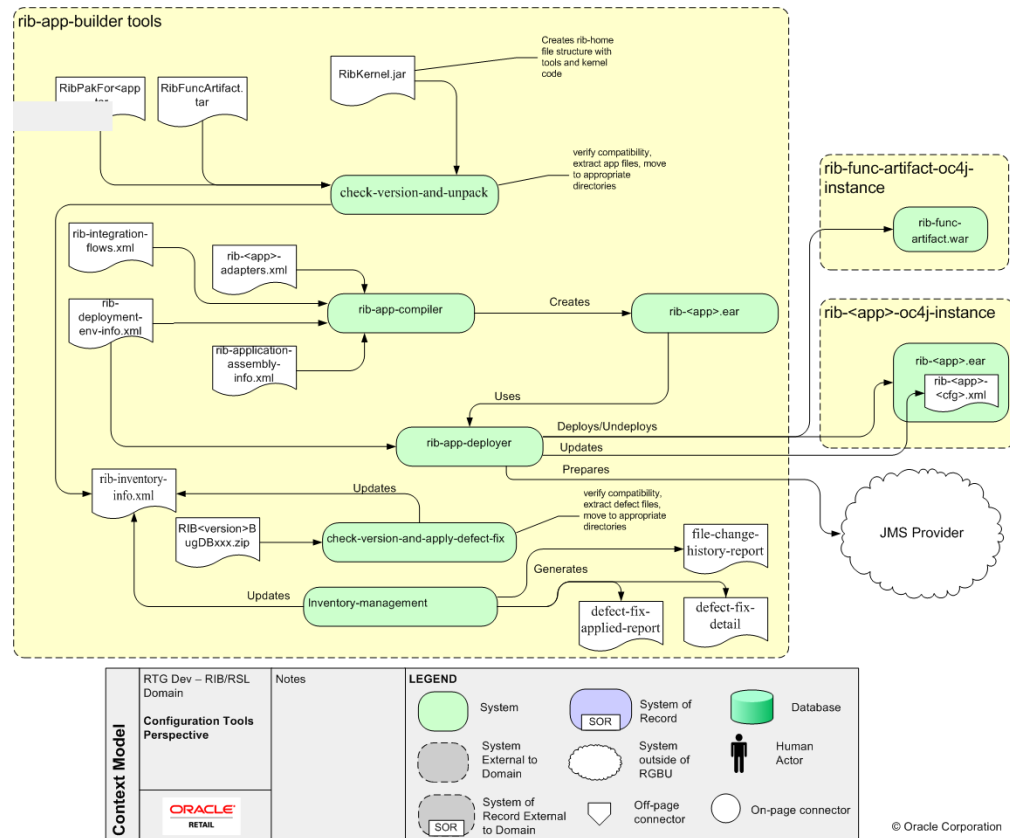 rib-app-builder tools
Creates rib-home
file structure with
tools and kernel
code
RibKernel.jar
RibPakFor<app
tar
RibFuncArtifact.
tar
verify compatibility,
extract app files, move
to appropriate
directories
check-version-and-unpack
rib-func-artifact-oc4j-
instance
rib-func-
artifact.war
rib-integration-
flows.xml
rib-<app>-
adapters.xml
rib-
deployment-
env-info.xml
rib-app-compiler
Creates
rib-<app>.ear
rib-application-
assembly-
info.xml
rib-<app>-oc4j-instance
rib-<app>.ear
rib-<app>-
<cfg>.xml
Uses
rib-app-deployer
Deploys/Undeploys
Updates
Prepares
JMS Provider
rib-inventory-
info.xml
Updates
RIB<version>B
ugDBxxx.zip
check-version-and-apply-defect-fix
verify compatibility,
extract defect files,
move to appropriate
directories
file-change-
history-report
Generates
Updates
Inventory-management
defect-fix-
applied-report
defect-fix-
detail
Context Model
RTG Dev – RIB/RSL
Domain
Configuration Tools
Perspective
ORACLE
RETAIL
Notes
LEGEND
System
SOR
System of
Record
Database
System
External to
Domain
System
outside of
RGBU
Human
Actor
SOR
System of
Record External
to Domain
Off-page
connector
On-page connector
© Oracle Corporation